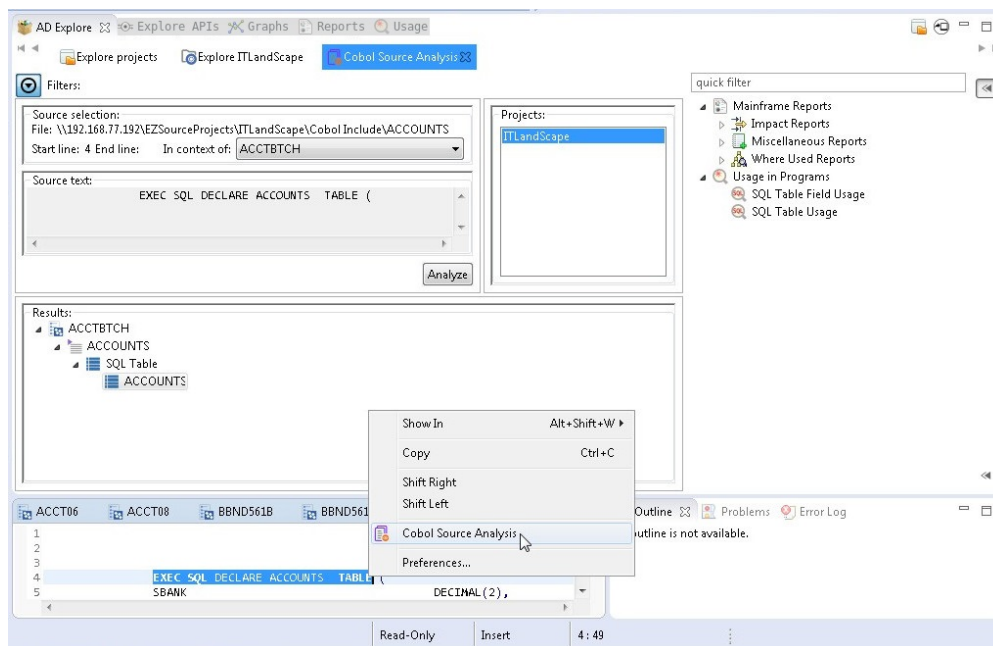 AD Explore Explore APIs Graphs Reports Usage
Explore projects Explore ITLandScape Cobol Source Analysis
Filters:
quick filter
Source selection:
File: \\192.168.77.192\EZSourceProjects\ITLandScape\Cobol Include\ACCOUNTS
Start line: 4 End line: In context of: ACCTBTCH
Source text:
EXEC SQL DECLARE ACCOUNTS TABLE (
Analyze
Projects:
ITLandScape
Mainframe Reports
Impact Reports
Miscellaneous Reports
Where Used Reports
Usage in Programs
SQL Table Field Usage
SQL Table Usage
Results:
ACCTBTCH
ACCOUNTS
SQL Table
ACCOUNTS
Show In Alt+Shift+W
Copy Ctrl+C
Shift Right
Shift Left
Cobol Source Analysis
Preferences...
ACCT06 ACCT08 BBND561B BBND561
Outline Problems Error Log
outline is not available.
1
2
3
4 EXEC SQL DECLARE ACCOUNTS TABLE (
5 SBANK DECIMAL(2),
Read-Only Insert 4 : 49